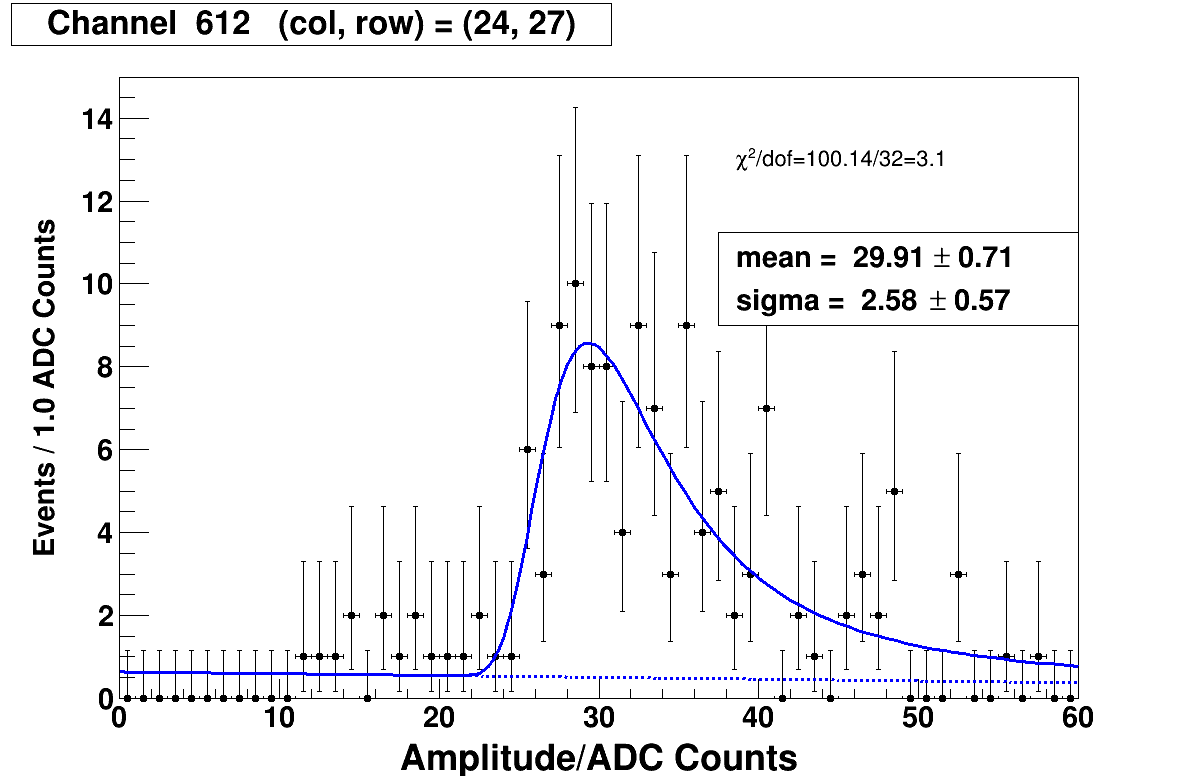 Channel 612 (col, row) = (24, 27)
14
12
10
8
6
4
2
0
χ²/dof=100.14/32=3.1
mean = 29.91 ± 0.71
sigma = 2.58 ± 0.57
Events / 1.0 ADC Counts
0 10 20 30 40 50 60
Amplitude/ADC Counts